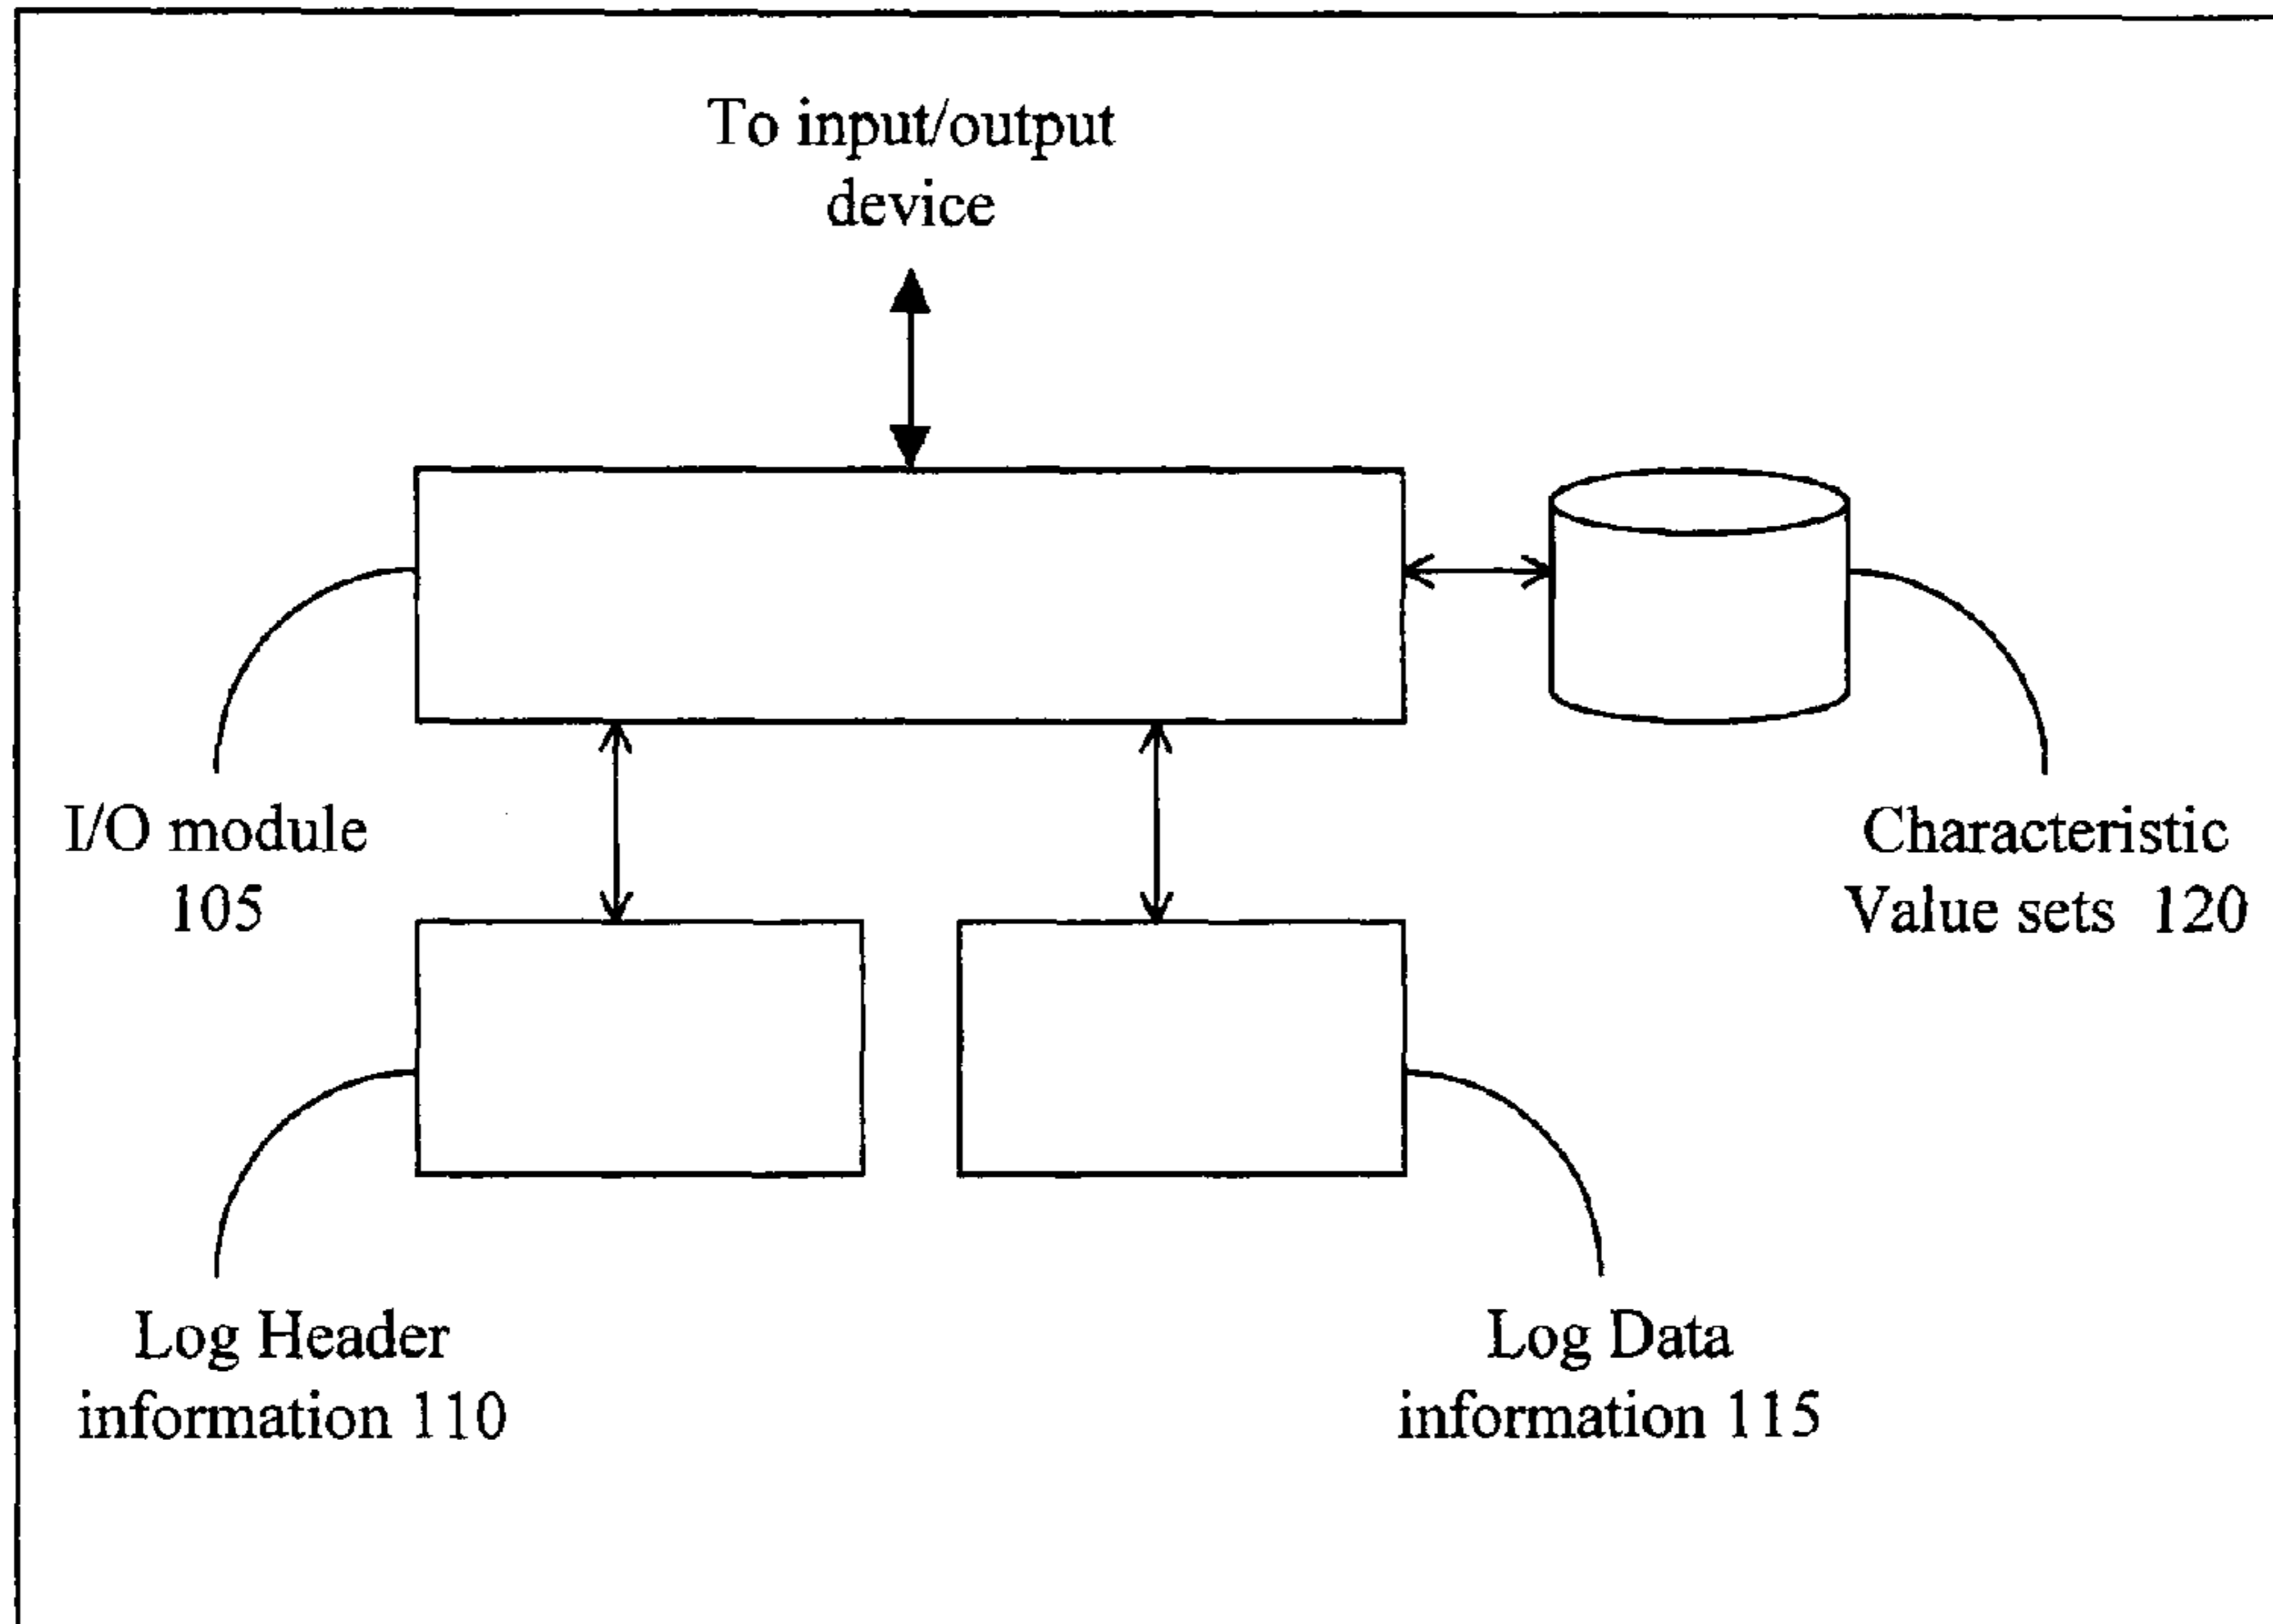 To input/output
device
I/O module
105
Characteristic
Value sets 120
Log Header
information 110
Log Data
information 115